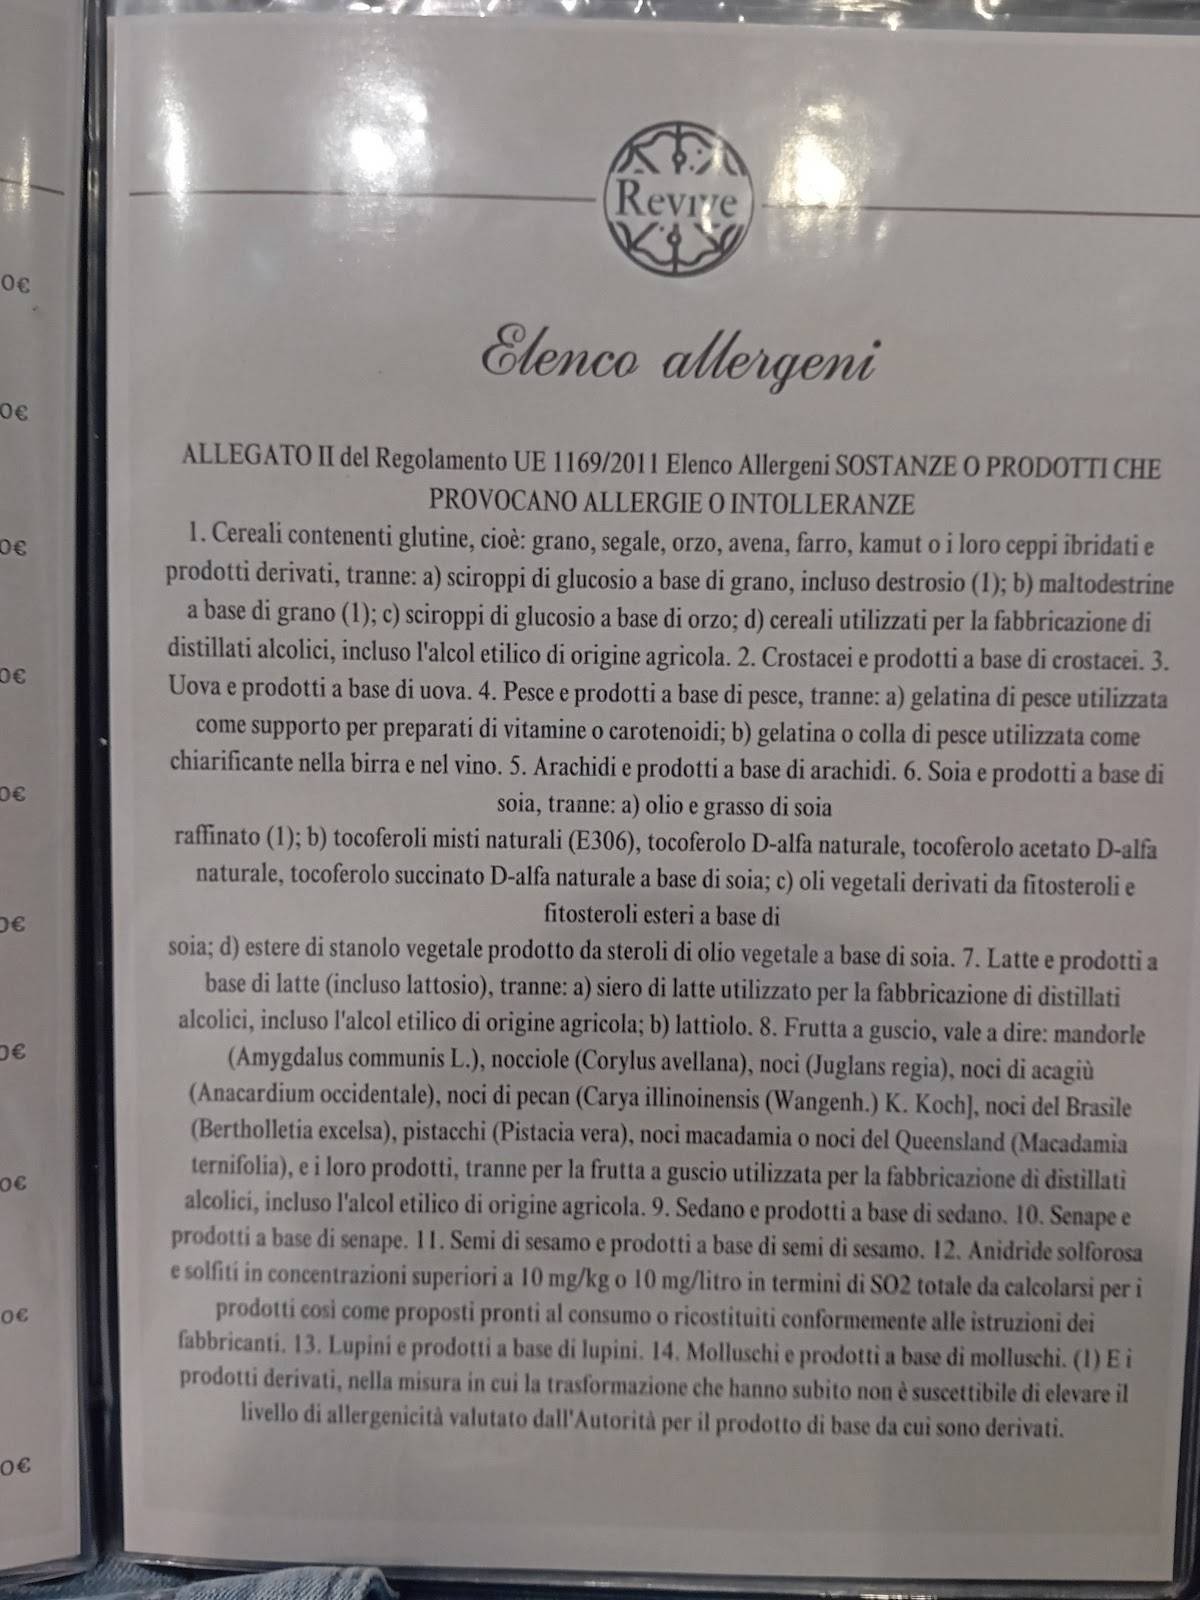 0€
0€
0€
0€
0€
0€
0€
0€
0€
0€
Revive
Elenco allergeni
ALLEGATO II del Regolamento UE 1169/2011 Elenco Allergeni SOSTANZE O PRODOTTI CHE
PROVOCANO ALLERGIE O INTOLLERANZE
1. Cereali contenenti glutine, cioè: grano, segale, orzo, avena, farro, kamut o i loro ceppi ibridati e
prodotti derivati, tranne: a) sciroppi di glucosio a base di grano, incluso destrosio (1); b) maltodestrine
a base di grano (1); c) sciroppi di glucosio a base di orzo; d) cereali utilizzati per la fabbricazione di
distillati alcolici, incluso l'alcol etilico di origine agricola. 2. Crostacei e prodotti a base di crostacei. 3.
Uova e prodotti a base di uova. 4. Pesce e prodotti a base di pesce, tranne: a) gelatina di pesce utilizzata
come supporto per preparati di vitamine o carotenoidi; b) gelatina o colla di pesce utilizzata come
chiarificante nella birra e nel vino. 5. Arachidi e prodotti a base di arachidi. 6. Soia e prodotti a base di
soia, tranne: a) olio e grasso di soia
raffinato (1); b) tocoferoli misti naturali (E306), tocoferolo D-alfa naturale, tocoferolo acetato D-alfa
naturale, tocoferolo succinato D-alfa naturale a base di soia; c) oli vegetali derivati da fitosteroli e
fitosteroli esteri a base di
soia; d) estere di stanolo vegetale prodotto da steroli di olio vegetale a base di soia. 7. Latte e prodotti a
base di latte (incluso lattosio), tranne: a) siero di latte utilizzato per la fabbricazione di distillati
alcolici, incluso l'alcol etilico di origine agricola; b) lattiolo. 8. Frutta a guscio, vale a dire: mandorle
(Amygdalus communis L.), nocciole (Corylus avellana), noci (Juglans regia), noci di acagiù
(Anacardium occidentale), noci di pecan (Carya illinoinensis (Wangenh.) K. Koch], noci del Brasile
(Bertholletia excelsa), pistacchi (Pistacia vera), noci macadamia o noci del Queensland (Macadamia
ternifolia), e i loro prodotti, tranne per la frutta a guscio utilizzata per la fabbricazione di distillati
alcolici, incluso l'alcol etilico di origine agricola. 9. Sedano e prodotti a base di sedano. 10. Senape e
prodotti a base di senape. 11. Semi di sesamo e prodotti a base di semi di sesamo. 12. Anidride solforosa
e solfiti in concentrazioni superiori a 10 mg/kg o 10 mg/litro in termini di SO2 totale da calcolarsi per i
prodotti così come proposti pronti al consumo o ricostituiti conformemente alle istruzioni dei
fabbricanti. 13. Lupini e prodotti a base di lupini. 14. Molluschi e prodotti a base di molluschi. (1) E i
prodotti derivati, nella misura in cui la trasformazione che hanno subito non è suscettibile di elevare il
livello di allergenicità valutato dall'Autorità per il prodotto di base da cui sono derivati.